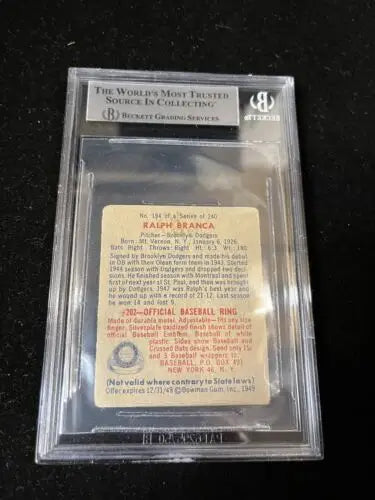 THE WORLD'S MOST TRUSTED
SOURCE IN COLLECTING
BECKETT GRADING SERVICES
BECKETT
No. 194 of a Series of 240
RALPH BRANCA
Pitcher—Brooklyn Dodgers
Born: Mt. Vernon, N. Y., January 6, 1926
Bats: Right Throws: Right Ht.: 6:3 Wt.: 190
Signed by Brooklyn Dodgers and made his debut
in OB with their Olean farm team in 1943. Started
1944 season with Dodgers and dropped two deci-
sions. He finished season with Montreal and spent
first of next year at St. Paul, and then was brought
up by Dodgers. 1947 was Ralph's best year and
he wound up with a record of 21-12. Last season
he won 14 and lost 9.
#202—OFFICIAL BASEBALL RING
Made of durable metal. Adjustable—fits any size
finger. Silverplate oxidized finish shows detail of
official Baseball Emblem. Baseball of white
plastic. Sides show Baseball and
Crossed Bats design. Send only 15¢
and 3 Baseball wrappers to:
BASEBALL, P.O. BOX 491
NEW YORK 46, N. Y.
(Not valid where contrary to State laws)
Offer expires 12/31/49 ©Bowman Gum, Inc., 1949